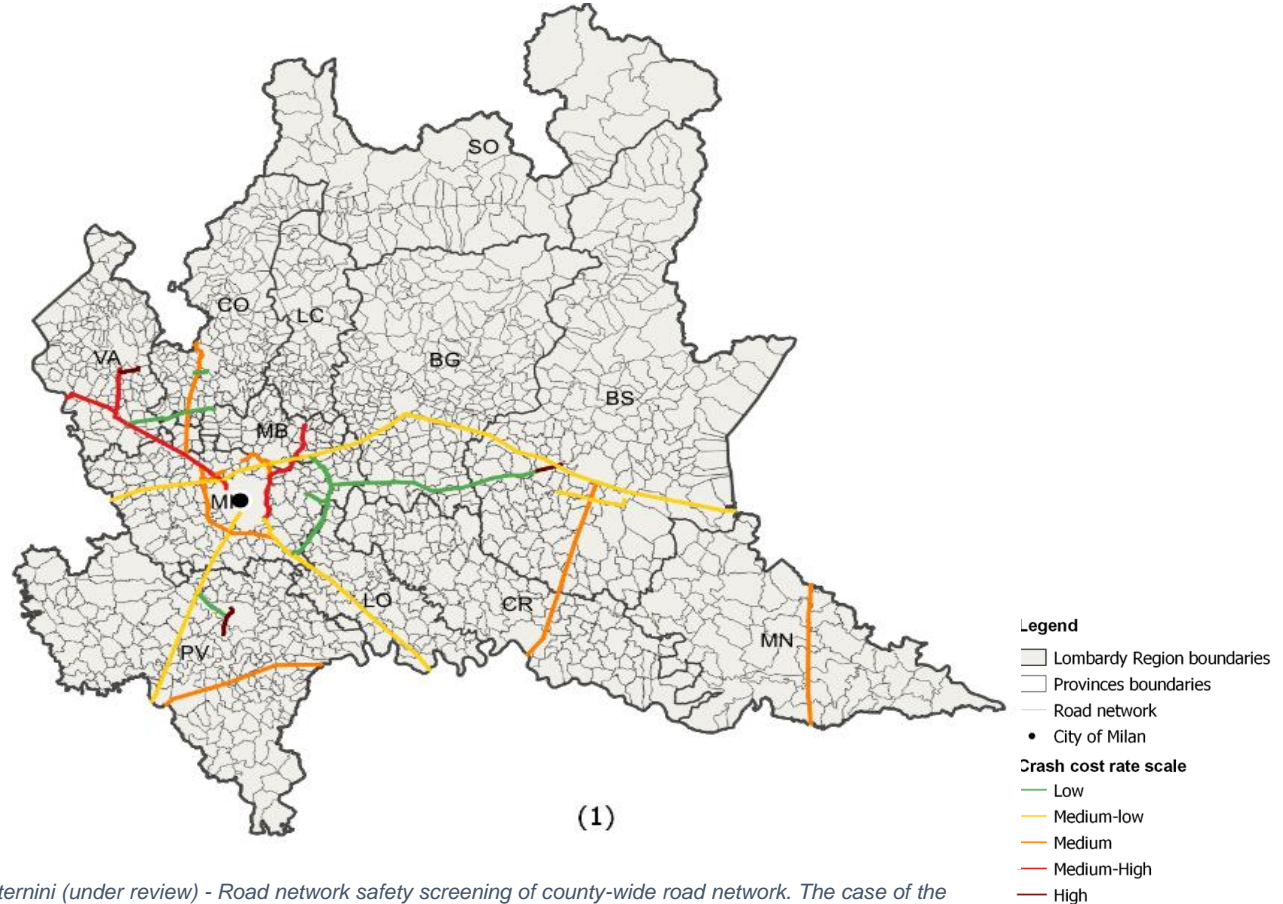 SO
CO
LC
VA
BG
BS
MB
MI
LO
CR
MN
PV
(1)
Legend
Lombardy Region boundaries
Provinces boundaries
Road network
City of Milan
Crash cost rate scale
Low
Medium-low
Medium
Medium-High
High
ternini (under review) - Road network safety screening of county-wide road network. The case of the